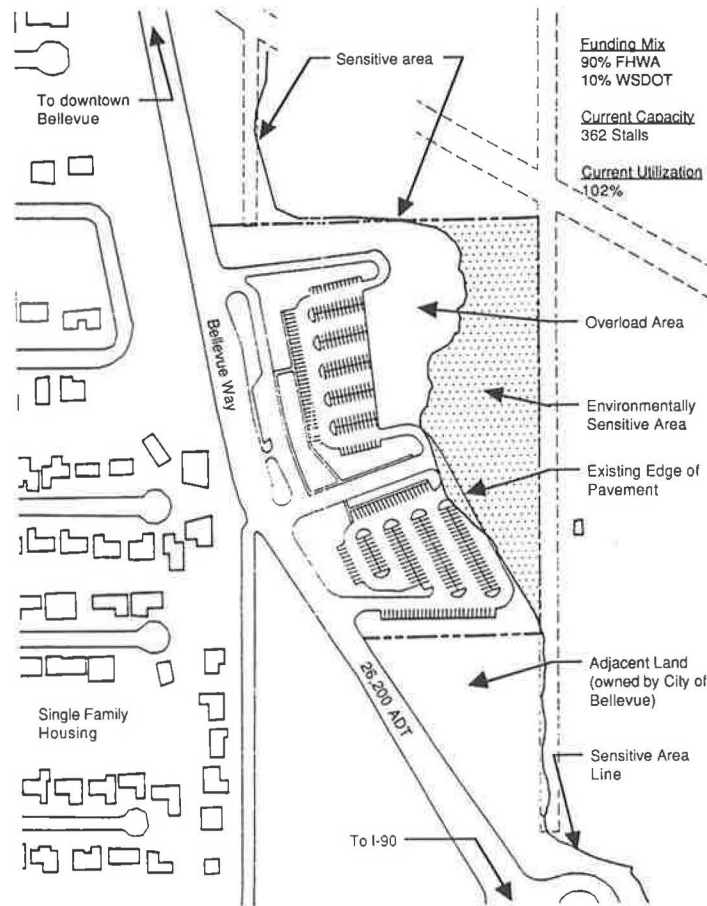 Funding Mix
90% FHWA
10% WSDOT
Current Capacity
362 Stalls
Current Utilization
102%
Sensitive area
To downtown
Bellevue
Overload Area
Bellevue Way
Environmentally
Sensitive Area
Existing Edge of
Pavement
Adjacent Land
(owned by City of
Bellevue)
26,200 ADT
Single Family
Housing
Sensitive Area
Line
To I-90